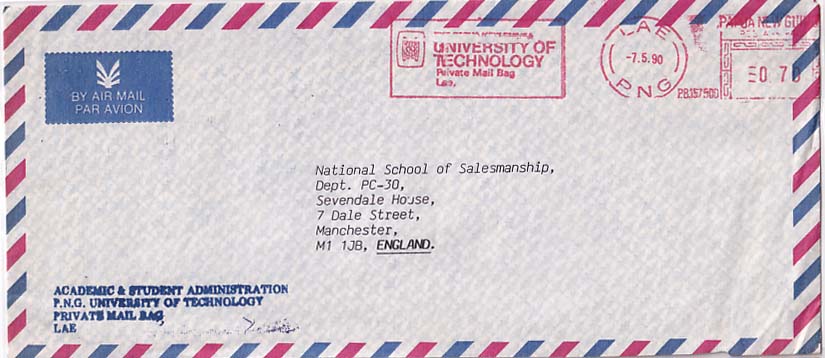 UNIVERSITY OF
TECHNOLOGY
Private Mail Bag
Lae.
LAE
-7.5.90
PNG
PAPUA NEW GUI
PB357500
BY AIR MAIL
PAR AVION
National School of Salesmanship,
Dept. PC-30,
Sevendale House,
7 Dale Street,
Manchester,
M1 1JB, ENGLAND.
ACADEMIC & STUDENT ADMINISTRATION
P.N.G. UNIVERSITY OF TECHNOLOGY
PRIVATE MAIL BAG,
LAE